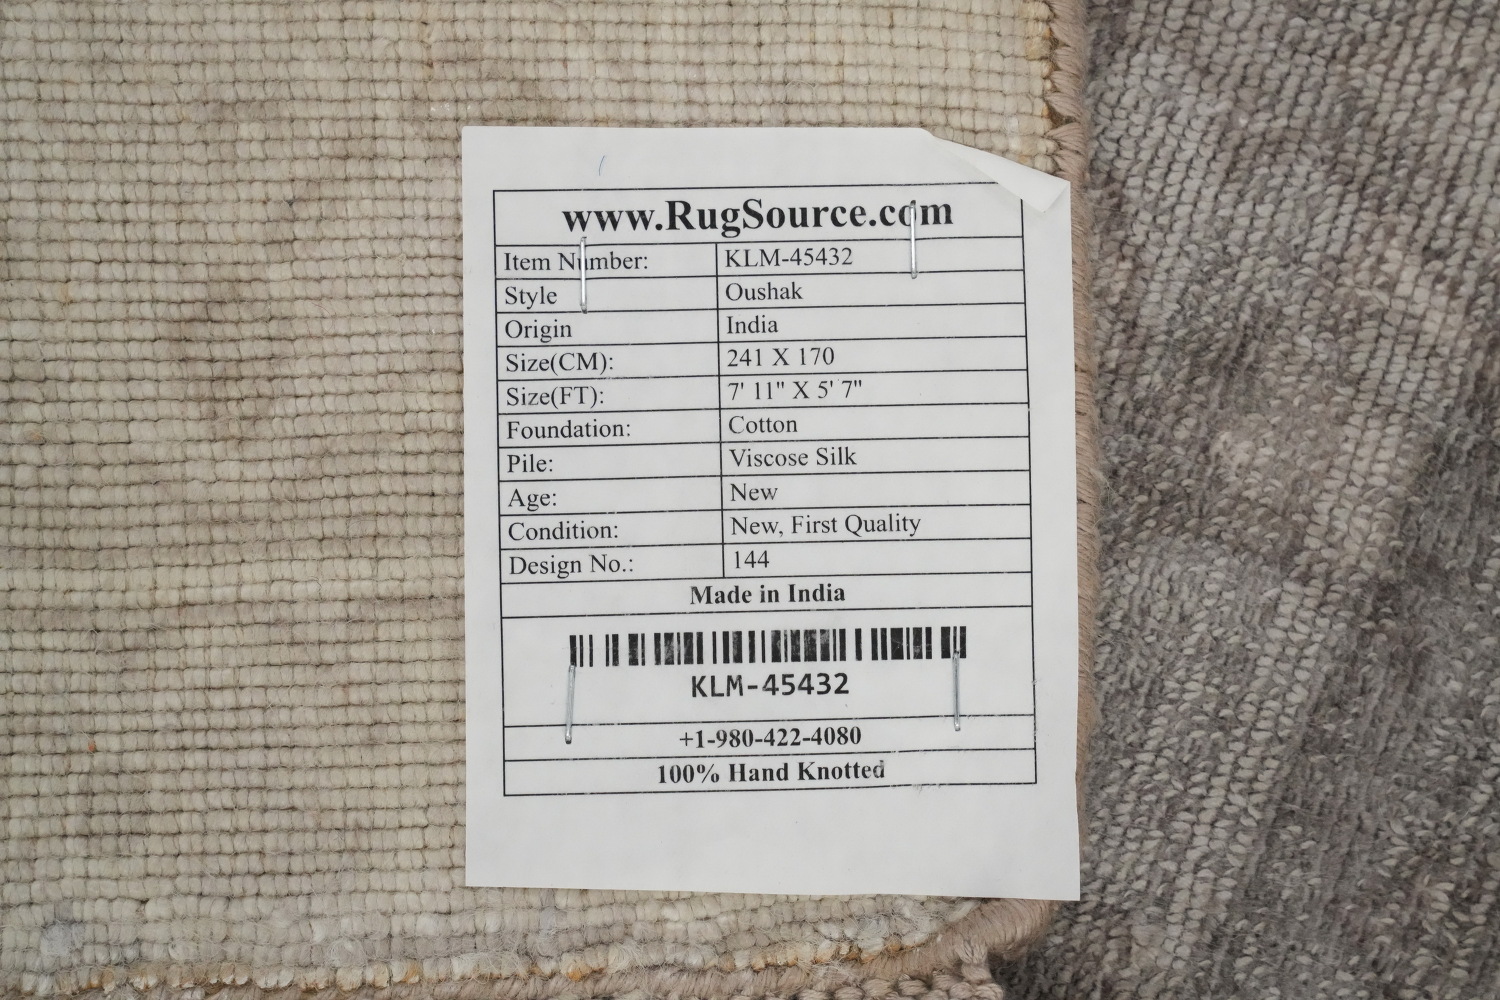 www.RugSource.com
Item Number: KLM-45432
Style Oushak
Origin India
Size(CM): 241 X 170
Size(FT): 7' 11" X 5' 7"
Foundation: Cotton
Pile: Viscose Silk
Age: New
Condition: New, First Quality
Design No.: 144
Made in India
KLM-45432
+1-980-422-4080
100% Hand Knotted